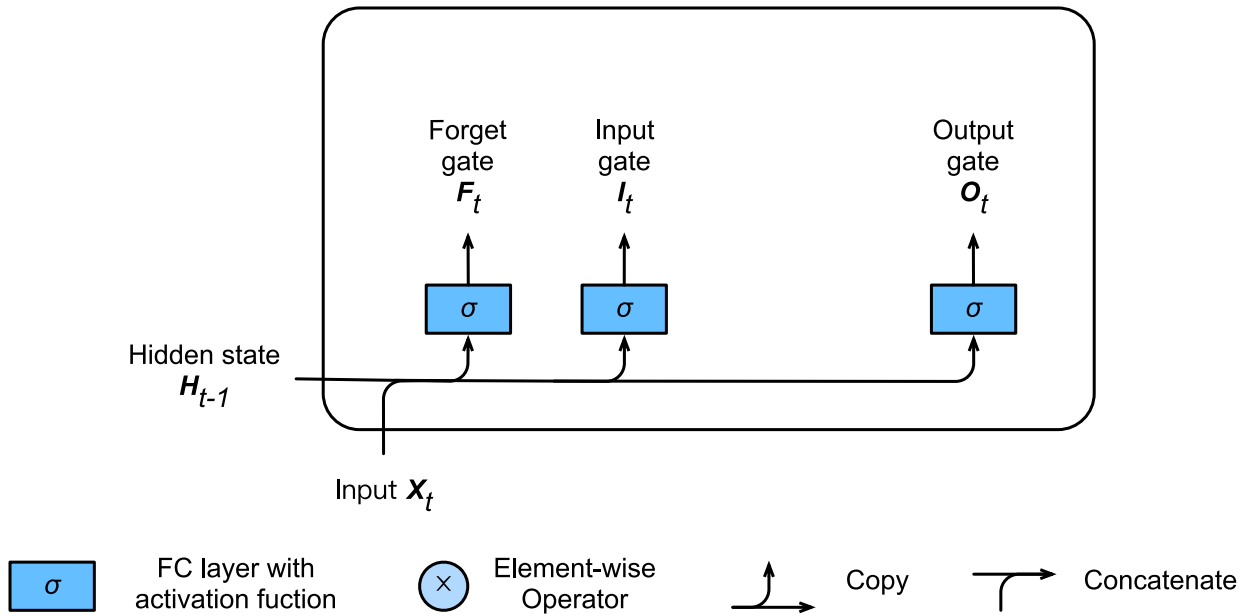 Forget
gate
F_t
Input
gate
I_t
Output
gate
O_t
σ
σ
σ
Hidden state
H_{t-1}
Input X_t
σ
FC layer with
activation fuction
×
Element-wise
Operator
Copy
Concatenate